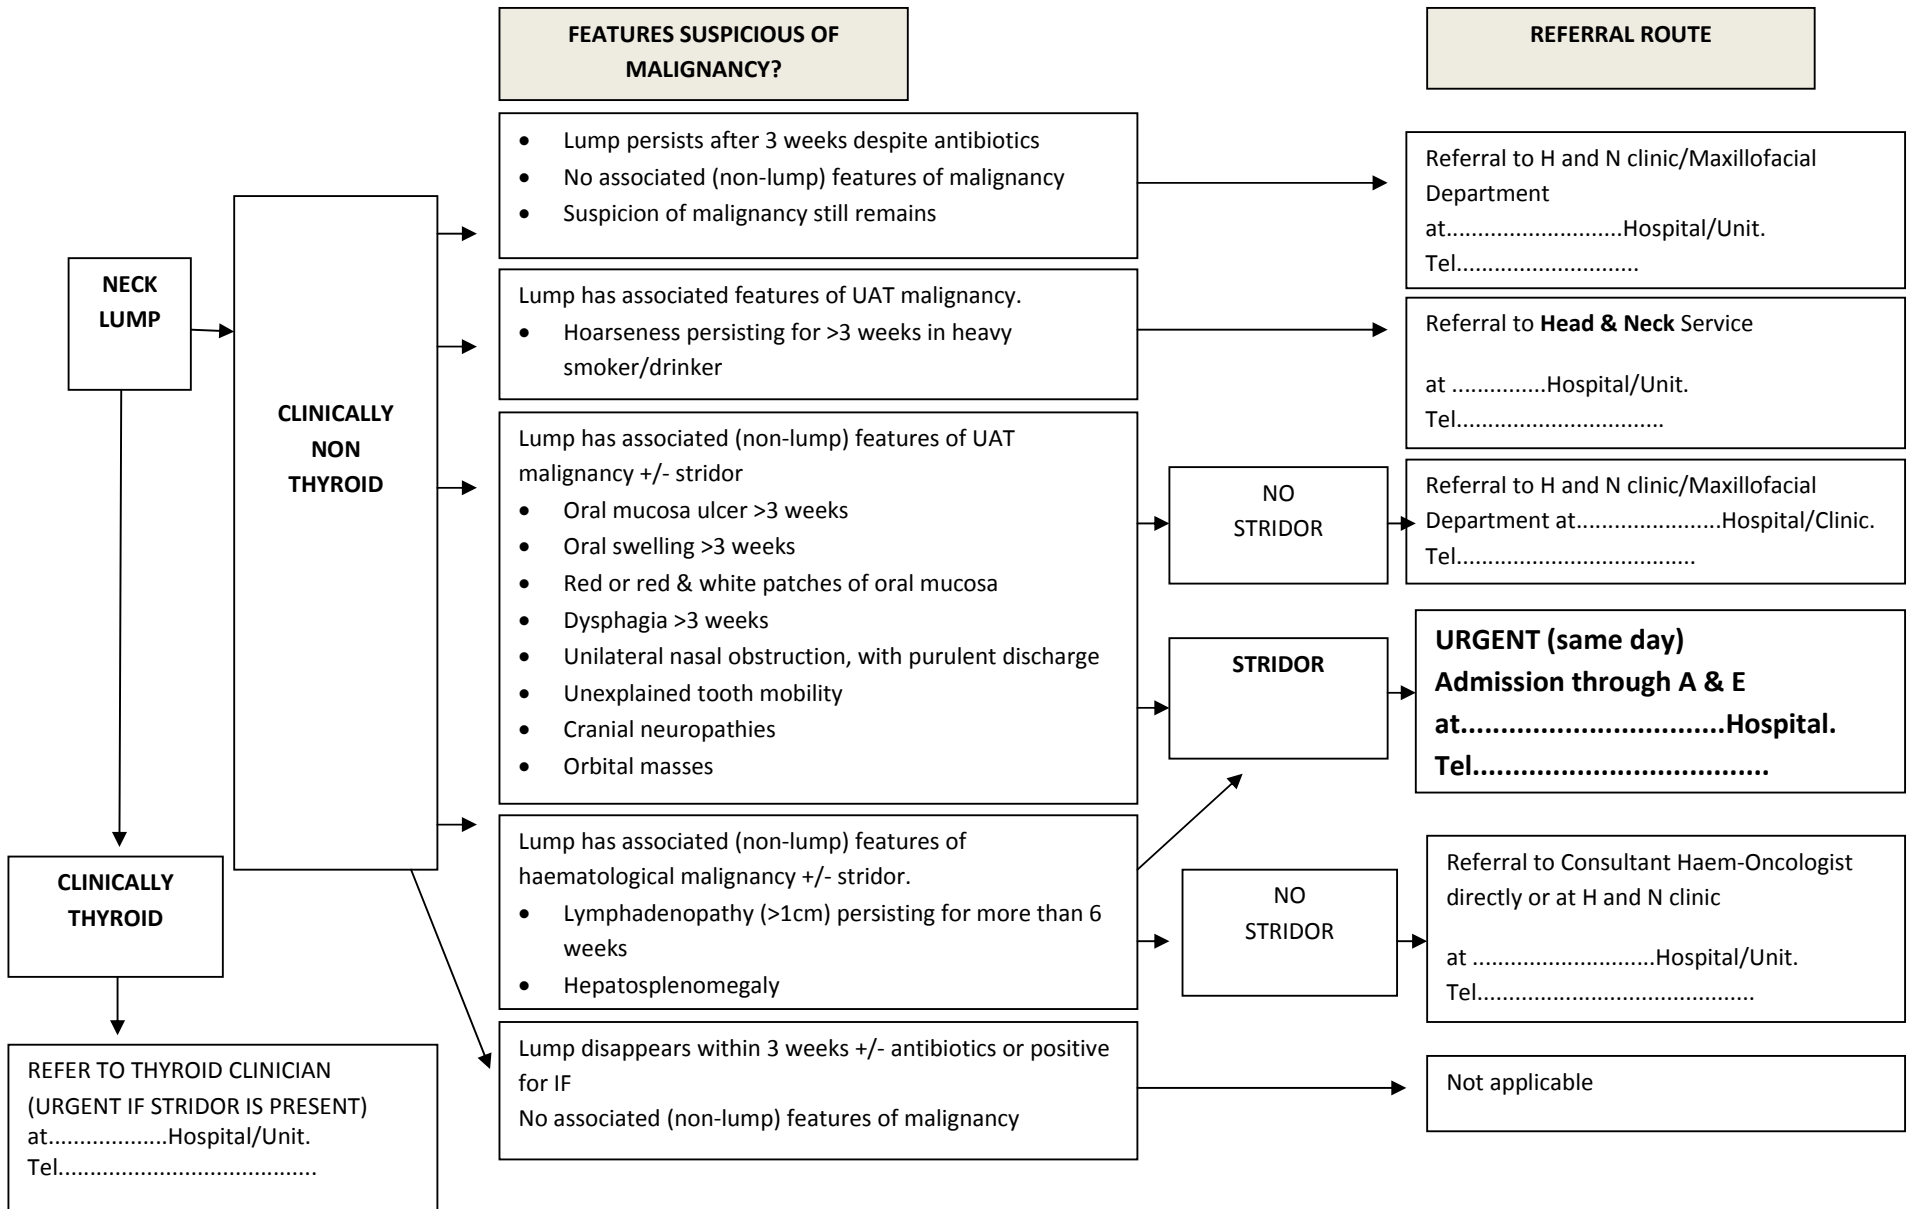 FEATURES SUSPICIOUS OF
MALIGNANCY?
REFERRAL ROUTE
NECK
LUMP
CLINICALLY
NON
THYROID
• Lump persists after 3 weeks despite antibiotics
• No associated (non-lump) features of malignancy
• Suspicion of malignancy still remains
Referral to H and N clinic/Maxillofacial
Department
at............................Hospital/Unit.
Tel.............................
Lump has associated features of UAT malignancy.
• Hoarseness persisting for >3 weeks in heavy
smoker/drinker
Referral to Head & Neck Service
at ...............Hospital/Unit.
Tel.................................
Lump has associated (non-lump) features of UAT
malignancy +/- stridor
• Oral mucosa ulcer >3 weeks
• Oral swelling >3 weeks
• Red or red & white patches of oral mucosa
• Dysphagia >3 weeks
• Unilateral nasal obstruction, with purulent discharge
• Unexplained tooth mobility
• Cranial neuropathies
• Orbital masses
NO
STRIDOR
Referral to H and N clinic/Maxillofacial
Department at.......................Hospital/Clinic.
Tel......................................
STRIDOR
URGENT (same day)
Admission through A & E
at................................Hospital.
Tel....................................
Lump has associated (non-lump) features of
haematological malignancy +/- stridor.
• Lymphadenopathy (>1cm) persisting for more than 6
weeks
• Hepatosplenomegaly
NO
STRIDOR
Referral to Consultant Haem-Oncologist
directly or at H and N clinic
at .............................Hospital/Unit.
Tel............................................
Lump disappears within 3 weeks +/- antibiotics or positive
for IF
No associated (non-lump) features of malignancy
Not applicable
CLINICALLY
THYROID
REFER TO THYROID CLINICIAN
(URGENT IF STRIDOR IS PRESENT)
at...................Hospital/Unit.
Tel.........................................